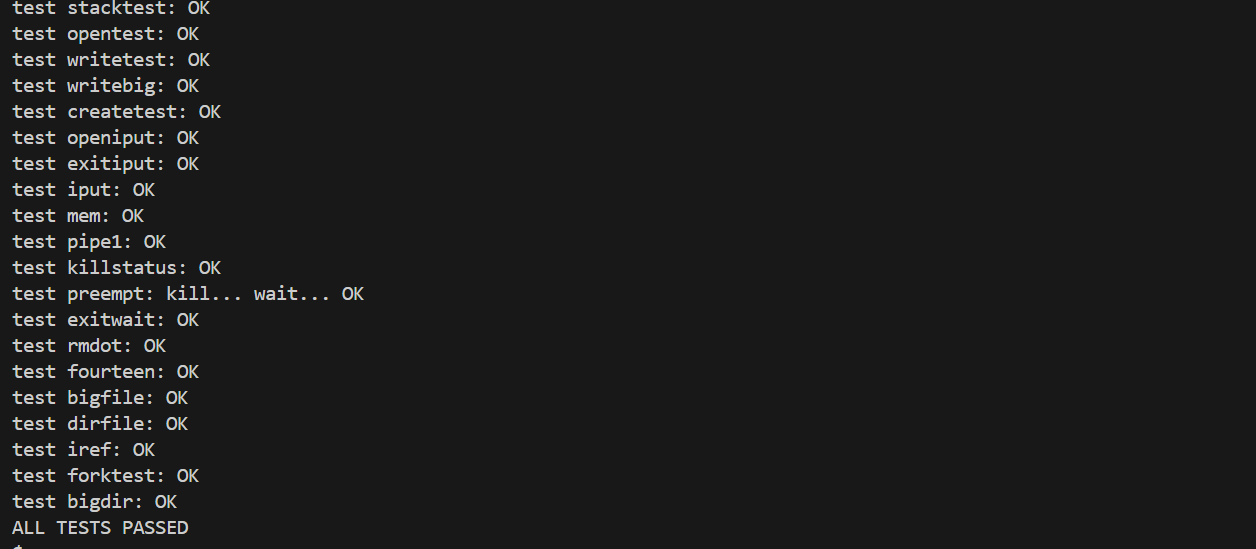 test stacktest: OK
test opentest: OK
test writetest: OK
test writebig: OK
test createtest: OK
test openiput: OK
test exitiput: OK
test iput: OK
test mem: OK
test pipe1: OK
test killstatus: OK
test preempt: kill... wait... OK
test exitwait: OK
test rmdot: OK
test fourteen: OK
test bigfile: OK
test dirfile: OK
test iref: OK
test forktest: OK
test bigdir: OK
ALL TESTS PASSED